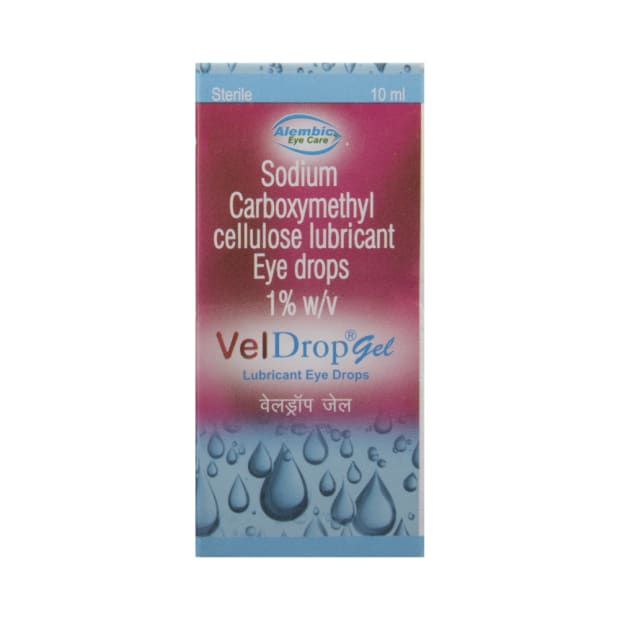 Sterile 10 ml
Alembic
Eye Care
Sodium
Carboxymethyl
cellulose lubricant
Eye drops
1% w/v
VelDrop® Gel
Lubricant Eye Drops
वेलड्रॉप जेल